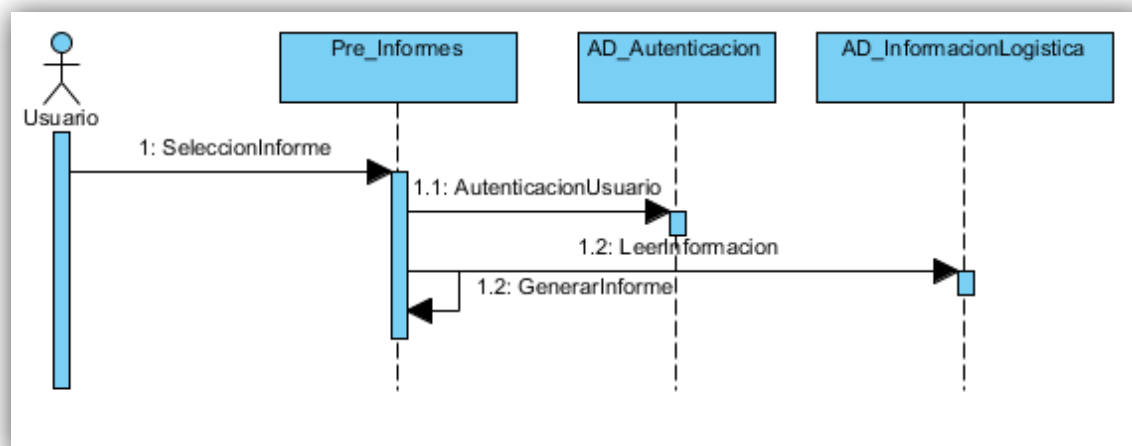 Pre_Informes
AD_Autenticacion
AD_InformacionLogistica
Usuario
1: SeleccionInforme
1.1: AutenticacionUsuario
1.2: LeerInformacion
1.2: GenerarInforme